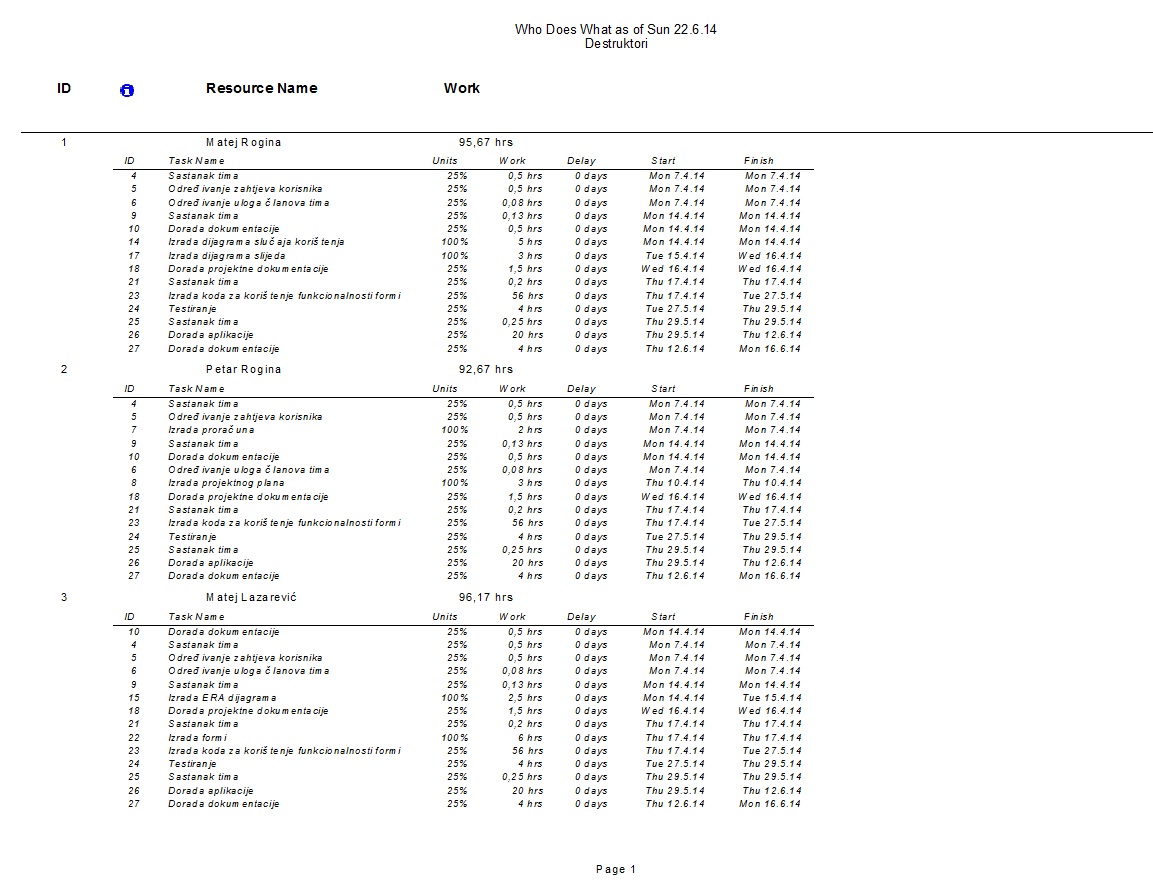 Who Does What as of Sun 22.6.14
Destruktori
ID Resource Name Work
1 Matej Rogina 95,67 hrs
ID Task Name Units Work Delay Start Finish
4 Sastanak tima 25% 0,5 hrs 0 days Mon 7.4.14 Mon 7.4.14
5 Određivanje zahtjeva korisnika 25% 0,5 hrs 0 days Mon 7.4.14 Mon 7.4.14
6 Određivanje uloga članova tima 25% 0,08 hrs 0 days Mon 7.4.14 Mon 7.4.14
9 Sastanak tima 25% 0,13 hrs 0 days Mon 14.4.14 Mon 14.4.14
10 Dorada dokumentacije 25% 0,5 hrs 0 days Mon 14.4.14 Mon 14.4.14
14 Izrada dijagrama slučaja korištenja 100% 5 hrs 0 days Mon 14.4.14 Mon 14.4.14
17 Izrada dijagrama slijeda 100% 3 hrs 0 days Tue 15.4.14 Wed 16.4.14
18 Dorada projektne dokumentacije 25% 1,5 hrs 0 days Wed 16.4.14 Wed 16.4.14
21 Sastanak tima 25% 0,2 hrs 0 days Thu 17.4.14 Thu 17.4.14
23 Izrada koda za korištenje funkcionalnosti formi 25% 56 hrs 0 days Thu 17.4.14 Tue 27.5.14
24 Testiranje 25% 4 hrs 0 days Tue 27.5.14 Thu 29.5.14
25 Sastanak tima 25% 0,25 hrs 0 days Thu 29.5.14 Thu 29.5.14
26 Dorada aplikacije 25% 20 hrs 0 days Thu 29.5.14 Thu 12.6.14
27 Dorada dokumentacije 25% 4 hrs 0 days Thu 12.6.14 Mon 16.6.14
2 Petar Rogina 92,67 hrs
ID Task Name Units Work Delay Start Finish
4 Sastanak tima 25% 0,5 hrs 0 days Mon 7.4.14 Mon 7.4.14
5 Određivanje zahtjeva korisnika 25% 0,5 hrs 0 days Mon 7.4.14 Mon 7.4.14
7 Izrada proračuna 100% 2 hrs 0 days Mon 7.4.14 Mon 7.4.14
9 Sastanak tima 25% 0,13 hrs 0 days Mon 14.4.14 Mon 14.4.14
10 Dorada dokumentacije 25% 0,5 hrs 0 days Mon 14.4.14 Mon 14.4.14
6 Određivanje uloga članova tima 25% 0,08 hrs 0 days Mon 7.4.14 Mon 7.4.14
8 Izrada projektnog plana 100% 3 hrs 0 days Thu 10.4.14 Thu 10.4.14
18 Dorada projektne dokumentacije 25% 1,5 hrs 0 days Wed 16.4.14 Wed 16.4.14
21 Sastanak tima 25% 0,2 hrs 0 days Thu 17.4.14 Thu 17.4.14
23 Izrada koda za korištenje funkcionalnosti formi 25% 56 hrs 0 days Thu 17.4.14 Tue 27.5.14
24 Testiranje 25% 4 hrs 0 days Tue 27.5.14 Thu 29.5.14
25 Sastanak tima 25% 0,25 hrs 0 days Thu 29.5.14 Thu 29.5.14
26 Dorada aplikacije 25% 20 hrs 0 days Thu 29.5.14 Thu 12.6.14
27 Dorada dokumentacije 25% 4 hrs 0 days Thu 12.6.14 Mon 16.6.14
3 Matej Lazarević 96,17 hrs
ID Task Name Units Work Delay Start Finish
10 Dorada dokumentacije 25% 0,5 hrs 0 days Mon 14.4.14 Mon 14.4.14
4 Sastanak tima 25% 0,5 hrs 0 days Mon 7.4.14 Mon 7.4.14
5 Određivanje zahtjeva korisnika 25% 0,5 hrs 0 days Mon 7.4.14 Mon 7.4.14
6 Određivanje uloga članova tima 25% 0,08 hrs 0 days Mon 7.4.14 Mon 7.4.14
9 Sastanak tima 25% 0,13 hrs 0 days Mon 14.4.14 Mon 14.4.14
15 Izrada ERA dijagrama 100% 2,5 hrs 0 days Mon 14.4.14 Tue 15.4.14
18 Dorada projektne dokumentacije 25% 1,5 hrs 0 days Wed 16.4.14 Wed 16.4.14
21 Sastanak tima 25% 0,2 hrs 0 days Thu 17.4.14 Thu 17.4.14
22 Izrada formi 100% 6 hrs 0 days Thu 17.4.14 Thu 17.4.14
23 Izrada koda za korištenje funkcionalnosti formi 25% 56 hrs 0 days Thu 17.4.14 Tue 27.5.14
24 Testiranje 25% 4 hrs 0 days Tue 27.5.14 Thu 29.5.14
25 Sastanak tima 25% 0,25 hrs 0 days Thu 29.5.14 Thu 29.5.14
26 Dorada aplikacije 25% 20 hrs 0 days Thu 29.5.14 Thu 12.6.14
27 Dorada dokumentacije 25% 4 hrs 0 days Thu 12.6.14 Mon 16.6.14
Page 1